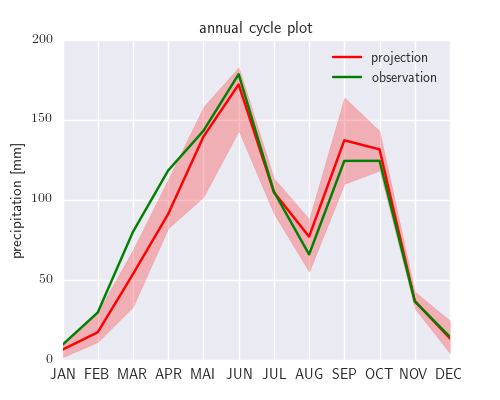 annual cycle plot
projection
observation
precipitation [mm]
200
150
100
50
0
JAN FEB MAR APR MAI JUN JUL AUG SEP OCT NOV DEC